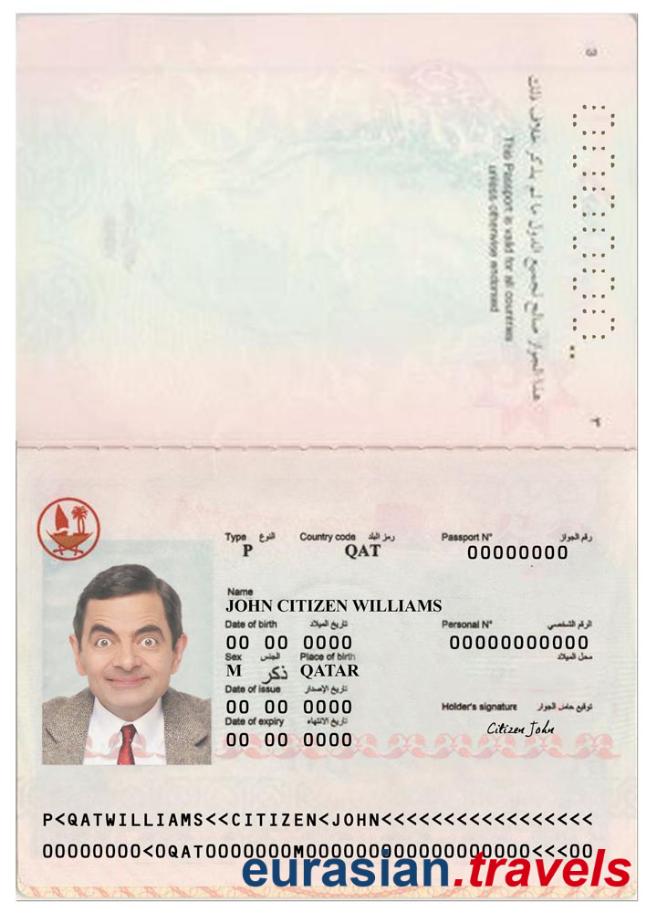 ٣
هذا الجواز صالح لجميع الدول ما لم يذكر خلاف ذلك
This Passport is valid for all countries
unless otherwise endorsed
٢
Type النوع Country code رمز البلد Passport N° رقم الجواز
P QAT 00000000
Name
JOHN CITIZEN WILLIAMS
Date of birth تاريخ الميلاد Personal N° الرقم الشخصي
00 00 0000 00000000000
Sex الجنس Place of birth محل الميلاد
M ذكر QATAR
Date of issue تاريخ الإصدار
00 00 0000 Holder's signature توقيع حامل الجواز
Date of expiry تاريخ الانتهاء Citizen John
00 00 0000
P<QATWILLIAMS<<CITIZEN<JOHN<<<<<<<<<<<<<<<<<
00000000<0QAT0000000M000000000000000000<<<00
eurasian.travels